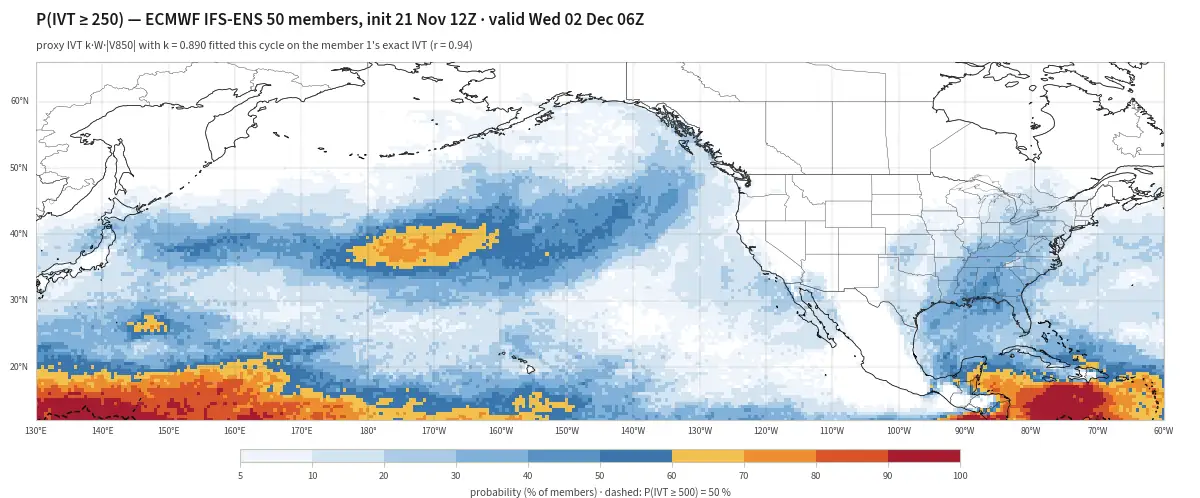 P(IVT ≥ 250) — ECMWF IFS-ENS 50 members, init 21 Nov 12Z · valid Wed 02 Dec 06Z
proxy IVT k·W·|V850| with k = 0.890 fitted this cycle on the member 1's exact IVT (r = 0.94)
60°N
50°N
40°N
30°N
20°N
130°E 140°E 150°E 160°E 170°E 180° 170°W 160°W 150°W 140°W 130°W 120°W 110°W 100°W 90°W 80°W 70°W 60°W
5 10 20 30 40 50 60 70 80 90 100
probability (% of members) · dashed: P(IVT ≥ 500) = 50 %